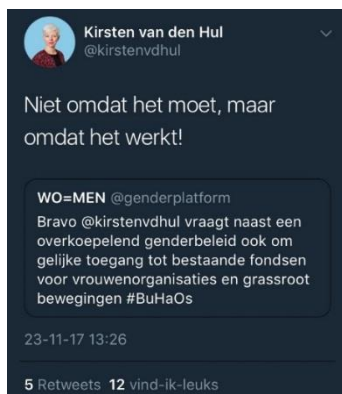 Kirsten van den Hul
@kirstenvdhul
Niet omdat het moet, maar
omdat het werkt!
WO=MEN @genderplatform
Bravo @kirstenvdhul vraagt naast een
overkoepelend genderbeleid ook om
gelijke toegang tot bestaande fondsen
voor vrouwenorganisaties en grassroot
bewegingen #BuHaOs
23-11-17 13:26
5 Retweets 12 vind-ik-leuks